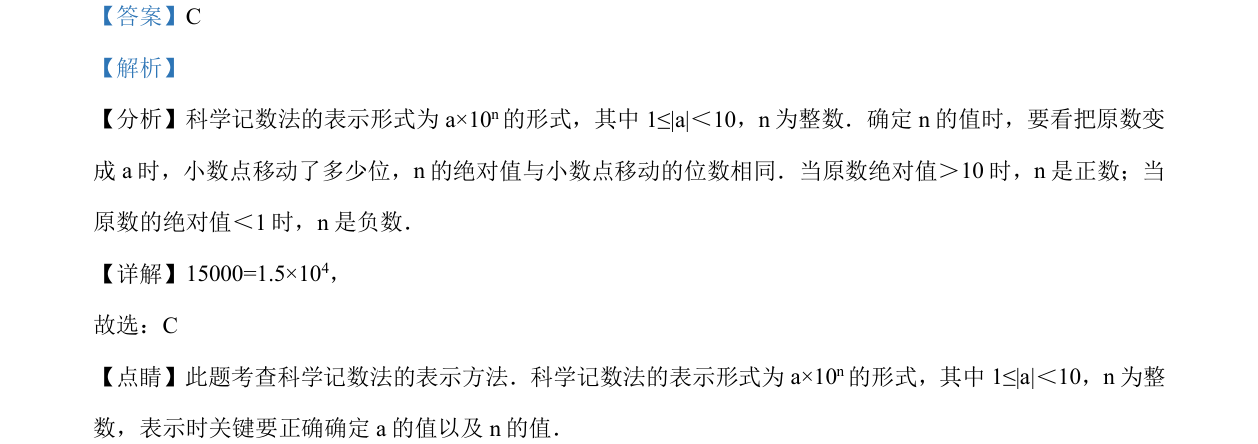 【答案】C
【解析】
【分析】科学记数法的表示形式为 a×10ⁿ 的形式，其中 1≤|a|＜10，n 为整数．确定 n 的值时，要看把原数变
成 a 时，小数点移动了多少位，n 的绝对值与小数点移动的位数相同．当原数绝对值＞10 时，n 是正数；当
原数的绝对值＜1 时，n 是负数．
【详解】15000=1.5×10⁴，
故选：C
【点睛】此题考查科学记数法的表示方法．科学记数法的表示形式为 a×10ⁿ 的形式，其中 1≤|a|＜10，n 为整
数，表示时关键要正确确定 a 的值以及 n 的值．